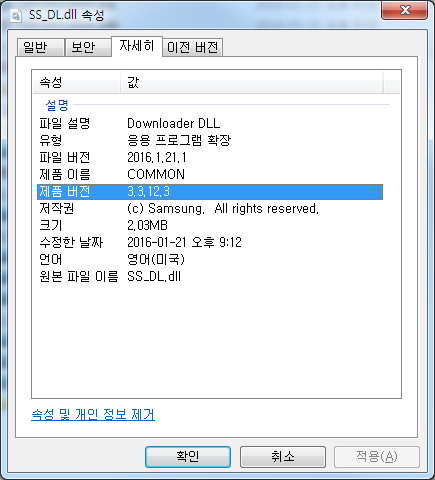 SS_DL.dll 속성
일반 보안 자세히 이전 버전
속성 값
설명
파일 설명 Downloader DLL
유형 응용 프로그램 확장
파일 버전 2016.1.21.1
제품 이름 COMMON
제품 버전 3.3.12.3
저작권 (c) Samsung. All rights reserved.
크기 2.03MB
수정한 날짜 2016-01-21 오후 9:12
언어 영어(미국)
원본 파일 이름 SS_DL.dll
속성 및 개인 정보 제거
확인 취소 적용(A)